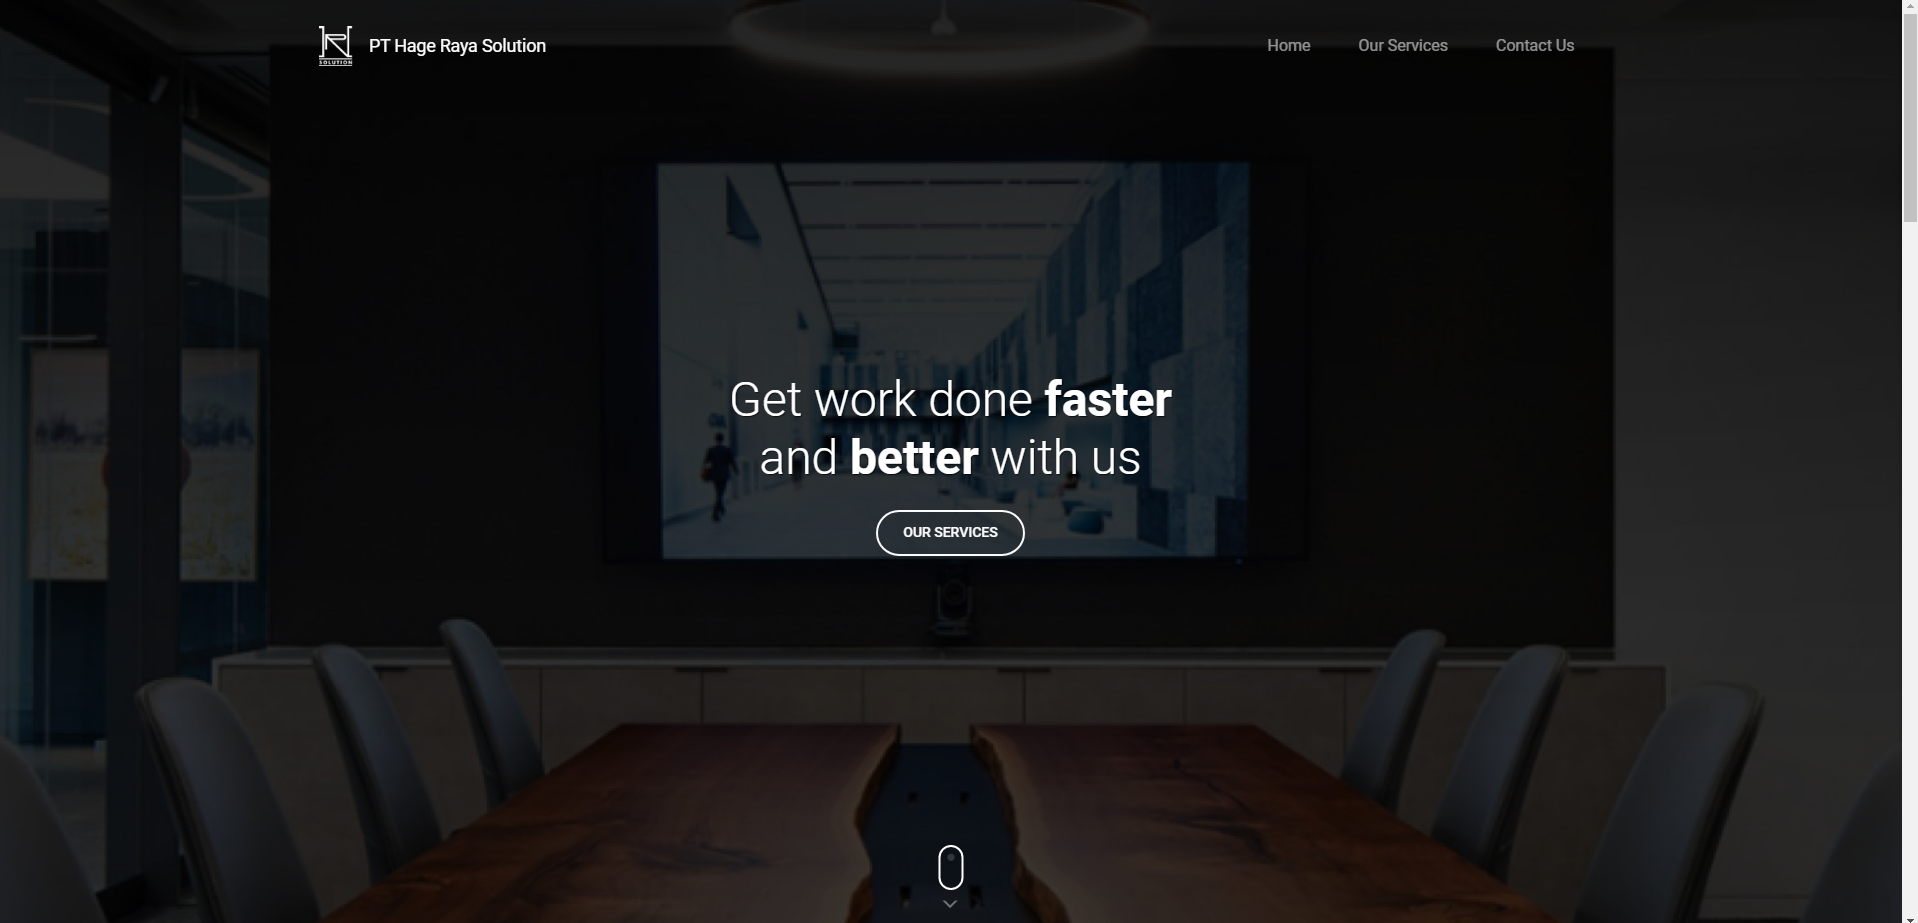 SOLUTION
PT Hage Raya Solution
Home
Our Services
Contact Us
Get work done faster
and better with us
OUR SERVICES